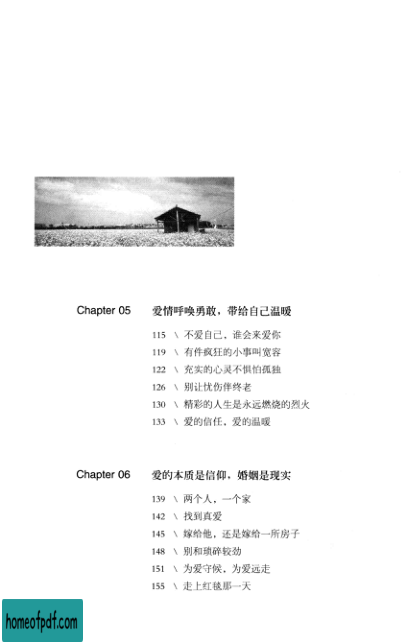 Chapter 05 爱情呼唤勇敢，带给自己温暖
115 \ 不爱自己，谁会来爱你
119 \ 有件疯狂的小事叫宽容
122 \ 充实的心灵不惧怕孤独
126 \ 别让忧伤伴终老
130 \ 精彩的人生是永远燃烧的烈火
133 \ 爱的信任，爱的温暖
Chapter 06 爱的本质是信仰，婚姻是现实
139 \ 两个人，一个家
142 \ 找到真爱
145 \ 嫁给他，还是嫁给一所房子
148 \ 别和琐碎较劲
151 \ 为爱守候，为爱远走
155 \ 走上红毯那一天
homeofpdf.com